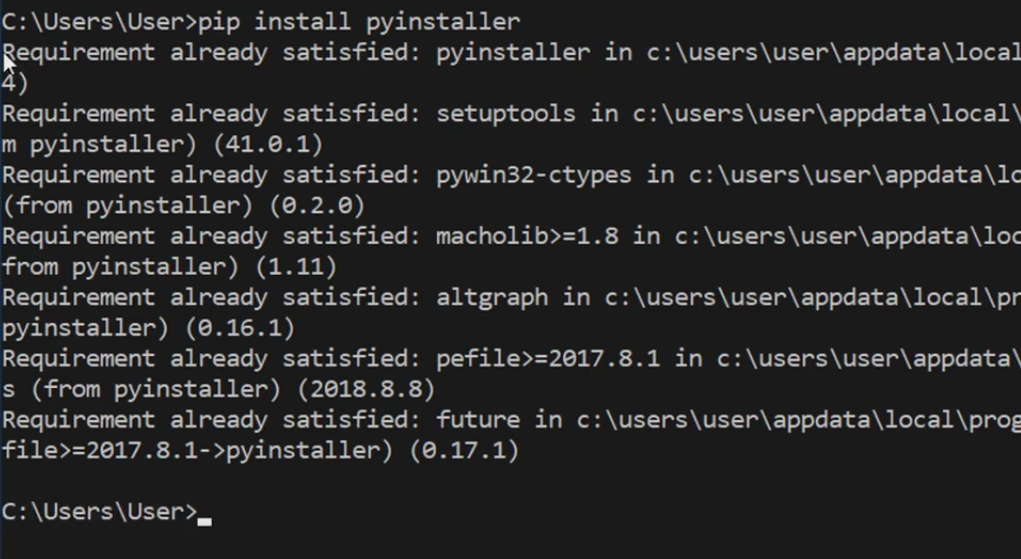 C:\Users\User>pip install pyinstaller
Requirement already satisfied: pyinstaller in c:\users\user\appdata\local
4)
Requirement already satisfied: setuptools in c:\users\user\appdata\local\
m pyinstaller) (41.0.1)
Requirement already satisfied: pywin32-ctypes in c:\users\user\appdata\lo
(from pyinstaller) (0.2.0)
Requirement already satisfied: macholib>=1.8 in c:\users\user\appdata\loc
from pyinstaller) (1.11)
Requirement already satisfied: altgraph in c:\users\user\appdata\local\pr
pyinstaller) (0.16.1)
Requirement already satisfied: pefile>=2017.8.1 in c:\users\user\appdata\
s (from pyinstaller) (2018.8.8)
Requirement already satisfied: future in c:\users\user\appdata\local\prog
file>=2017.8.1->pyinstaller) (0.17.1)
C:\Users\User>